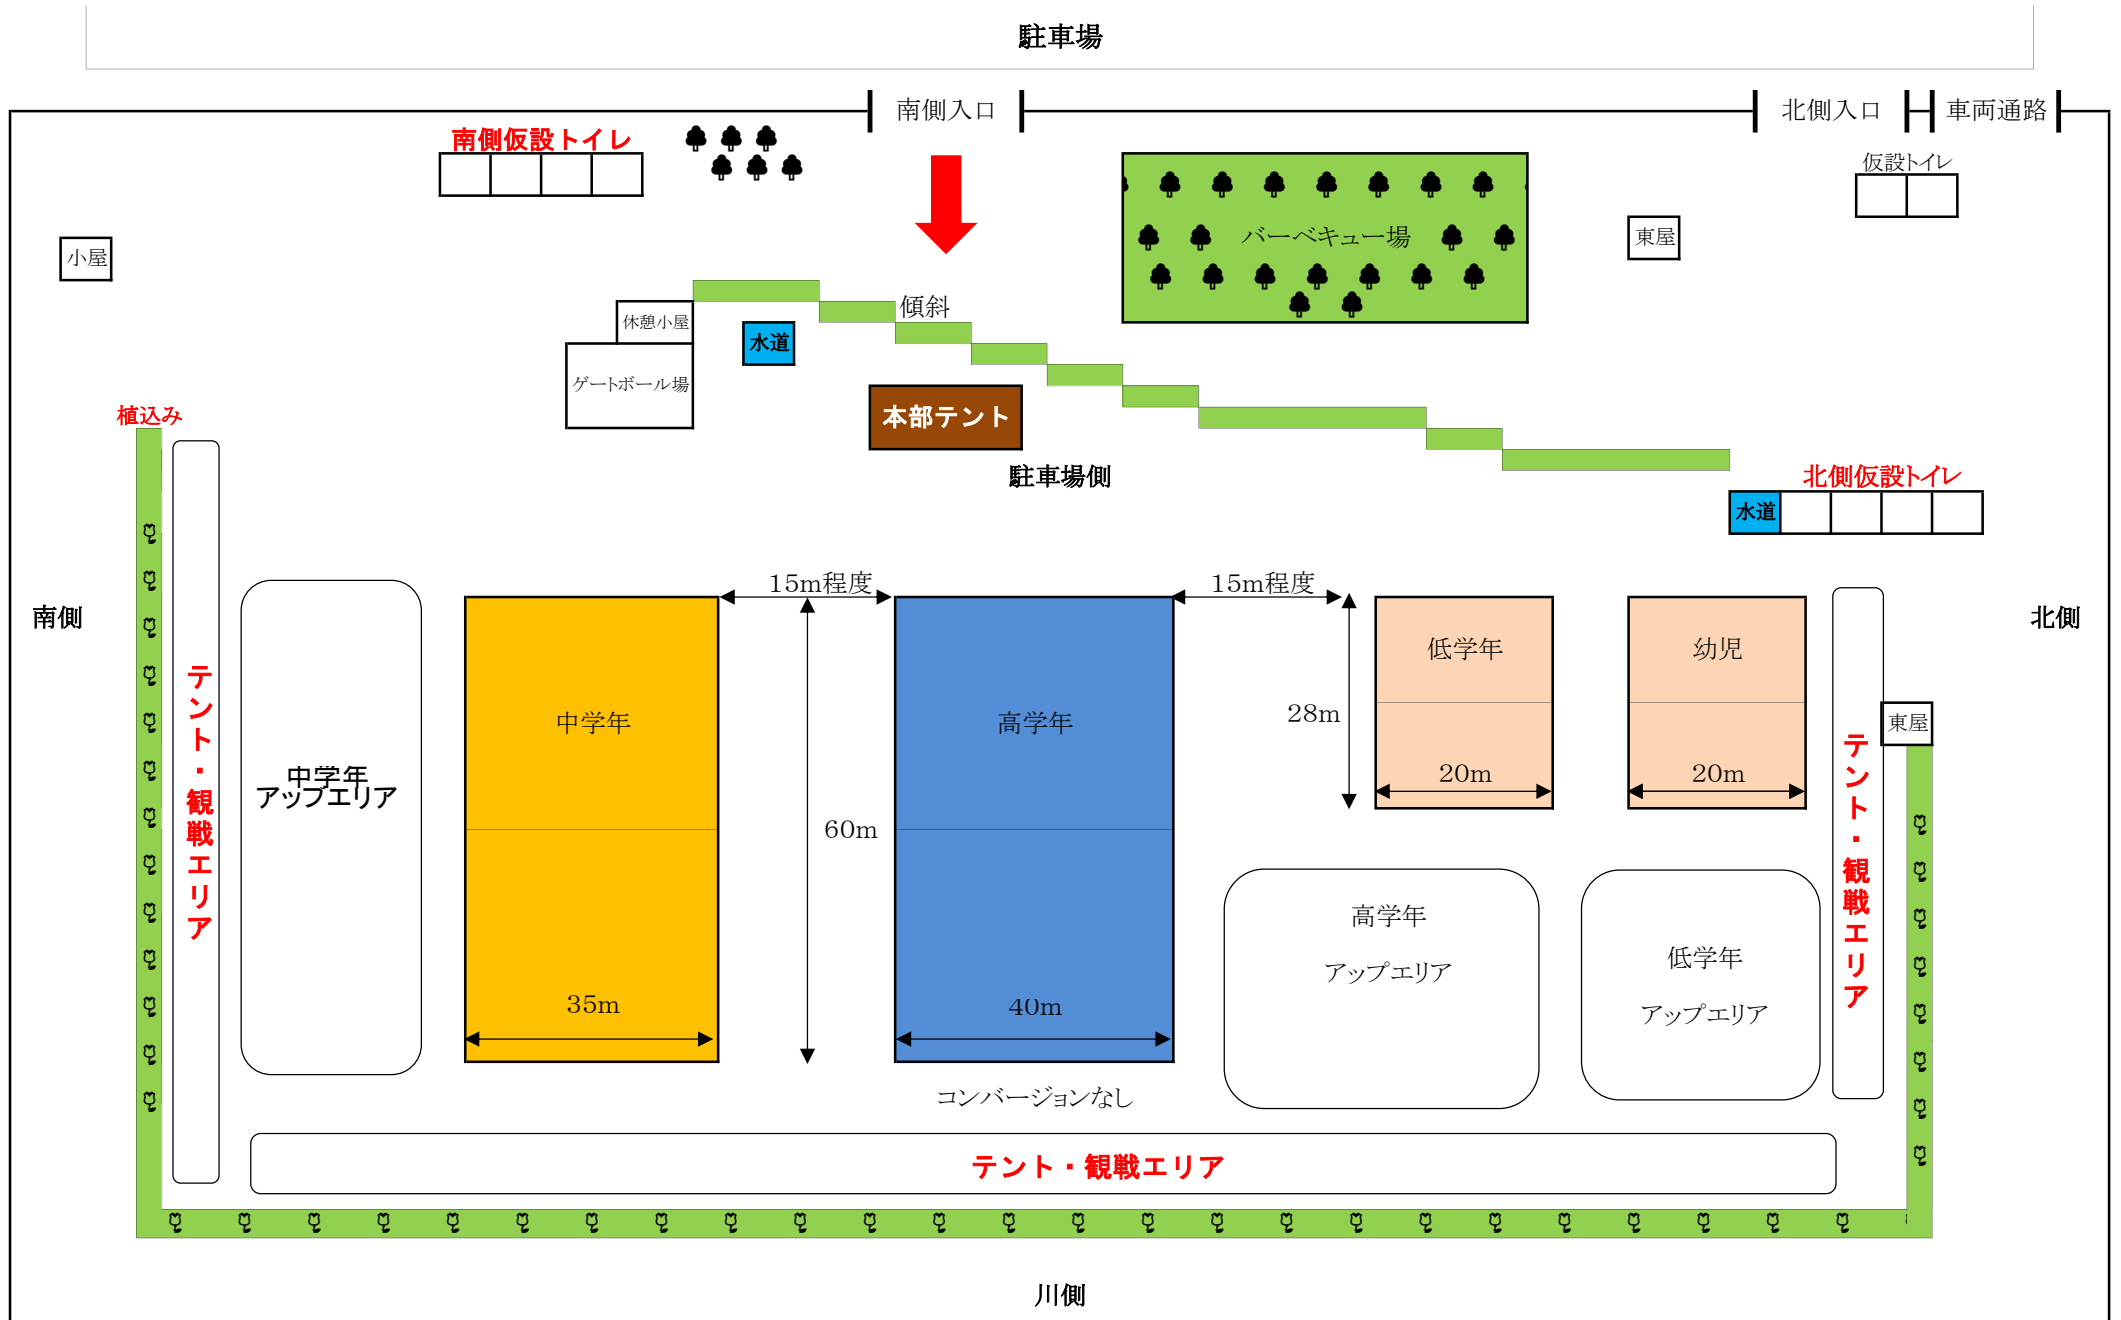 駐車場
南側入口
北側入口
車両通路
南側仮設トイレ
仮設トイレ
小屋
バーベキュー場
東屋
傾斜
休憩小屋
水道
ゲートボール場
本部テント
植込み
駐車場側
北側仮設トイレ
水道
南側
北側
15m程度
15m程度
中学年
高学年
低学年
幼児
28m
20m
20m
東屋
テント・観戦エリア
中学年
アップエリア
60m
テント・観戦エリア
35m
40m
高学年
アップエリア
低学年
アップエリア
コンバージョンなし
テント・観戦エリア
川側